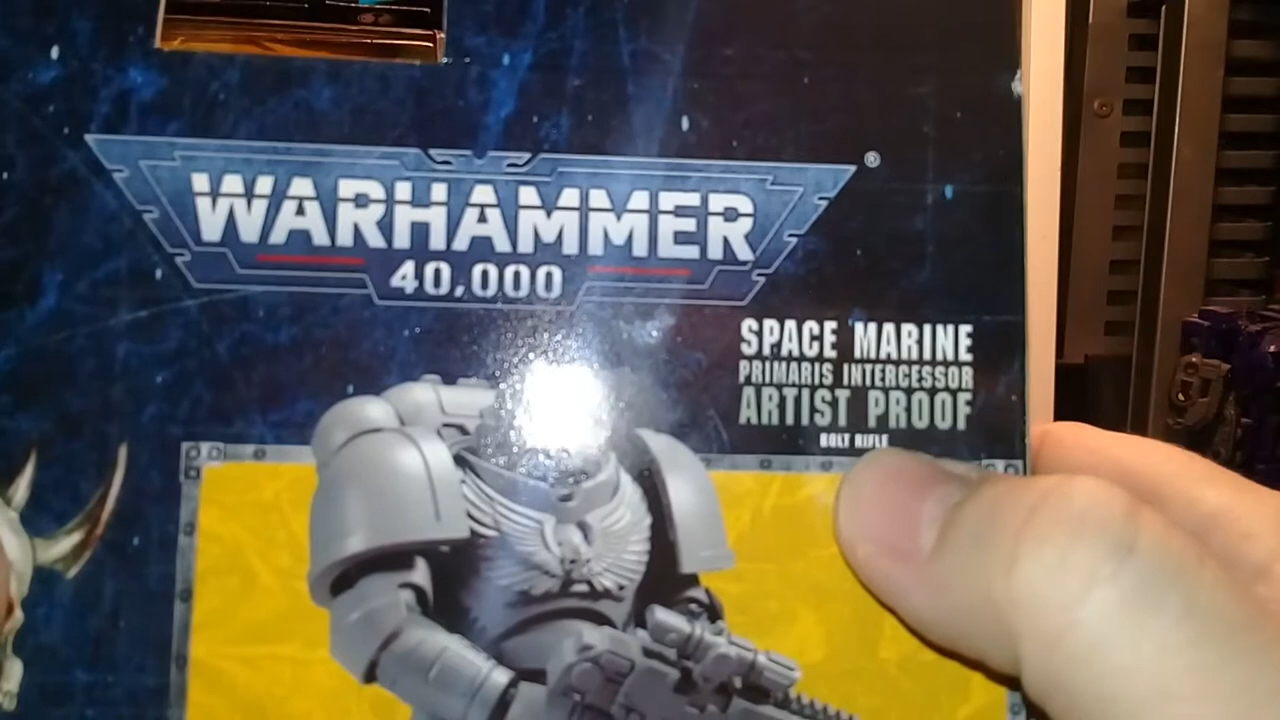 WARHAMMER
®
40,000
SPACE MARINE
PRIMARIS INTERCESSOR
ARTIST PROOF
BOLT RIFLE